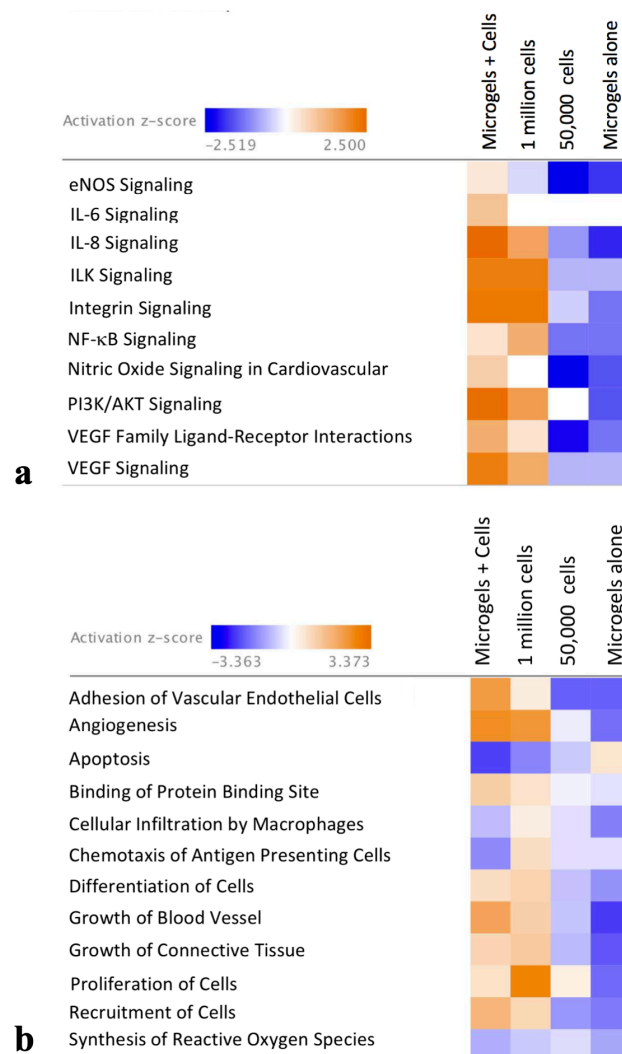 Microgels + Cells
1 million cells
50,000 cells
Microgels alone
Activation z-score
−2.519 2.500
eNOS Signaling
IL-6 Signaling
IL-8 Signaling
ILK Signaling
Integrin Signaling
NF-κB Signaling
Nitric Oxide Signaling in Cardiovascular
PI3K/AKT Signaling
VEGF Family Ligand-Receptor Interactions
VEGF Signaling
a
Microgels + Cells
1 million cells
50,000 cells
Microgels alone
Activation z-score
−3.363 3.373
Adhesion of Vascular Endothelial Cells
Angiogenesis
Apoptosis
Binding of Protein Binding Site
Cellular Infiltration by Macrophages
Chemotaxis of Antigen Presenting Cells
Differentiation of Cells
Growth of Blood Vessel
Growth of Connective Tissue
Proliferation of Cells
Recruitment of Cells
Synthesis of Reactive Oxygen Species
b